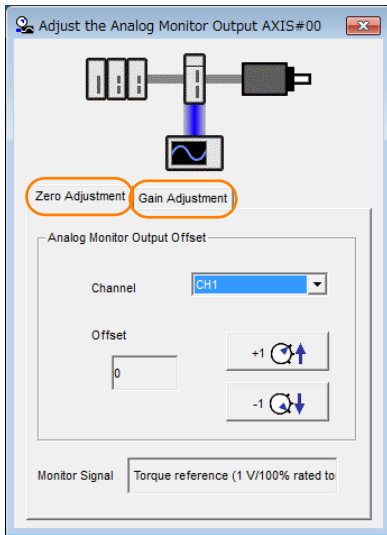 Adjust the Analog Monitor Output AXIS#00
Zero Adjustment Gain Adjustment
Analog Monitor Output Offset
Channel CH1
Offset
0
+1
-1
Monitor Signal Torque reference (1 V/100% rated to